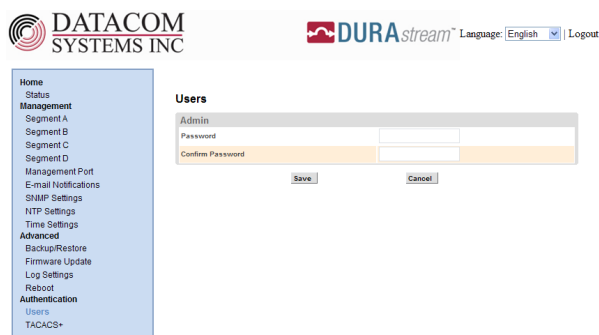 DATACOM
SYSTEMS INC
DURAstream™ Language: English | Logout
Home
Status
Management
Segment A
Segment B
Segment C
Segment D
Management Port
E-mail Notifications
SNMP Settings
NTP Settings
Time Settings
Advanced
Backup/Restore
Firmware Update
Log Settings
Reboot
Authentication
Users
TACACS+
Users
Admin
Password
Confirm Password
Save Cancel